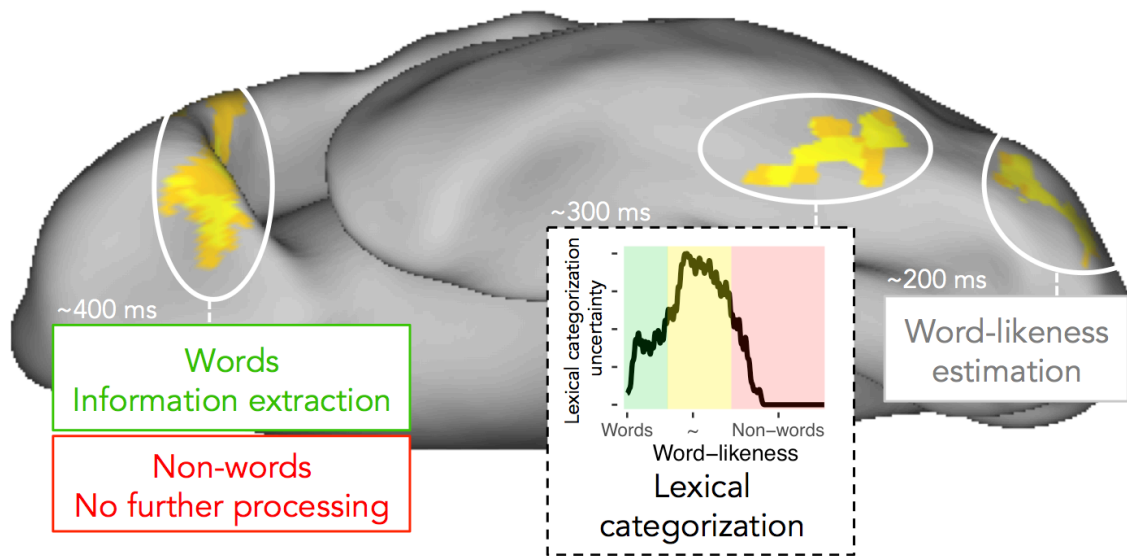 ~400 ms
Words
Information extraction
Non-words
No further processing
~300 ms
Lexical categorization
uncertainty
Words ~ Non–words
Word–likeness
Lexical
categorization
~200 ms
Word-likeness
estimation